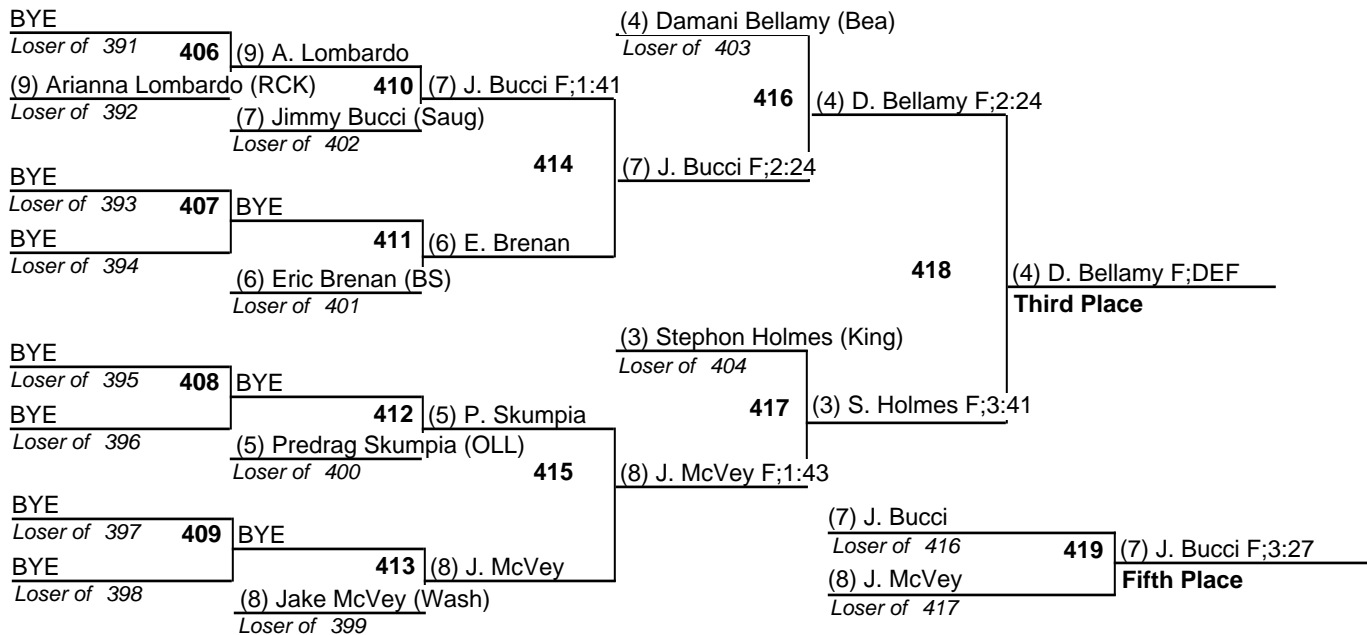 BYE
Loser of 391
406
(9) Arianna Lombardo (RCK)
Loser of 392
(9) A. Lombardo
410
(7) Jimmy Bucci (Saug)
Loser of 402
(7) J. Bucci F;1:41
BYE
Loser of 393
407
BYE
Loser of 394
BYE
411
(6) Eric Brenan (BS)
Loser of 401
(6) E. Brenan
414
(7) J. Bucci F;2:24
(4) Damani Bellamy (Bea)
Loser of 403
416
(4) D. Bellamy F;2:24
BYE
Loser of 395
408
BYE
Loser of 396
BYE
412
(5) Predrag Skumpia (OLL)
Loser of 400
(5) P. Skumpia
BYE
Loser of 397
409
BYE
Loser of 398
BYE
413
(8) Jake McVey (Wash)
Loser of 399
(8) J. McVey
415
(8) J. McVey F;1:43
(3) Stephon Holmes (King)
Loser of 404
417
(3) S. Holmes F;3:41
418
(4) D. Bellamy F;DEF
Third Place
(7) J. Bucci
Loser of 416
419
(8) J. McVey
Loser of 417
(7) J. Bucci F;3:27
Fifth Place